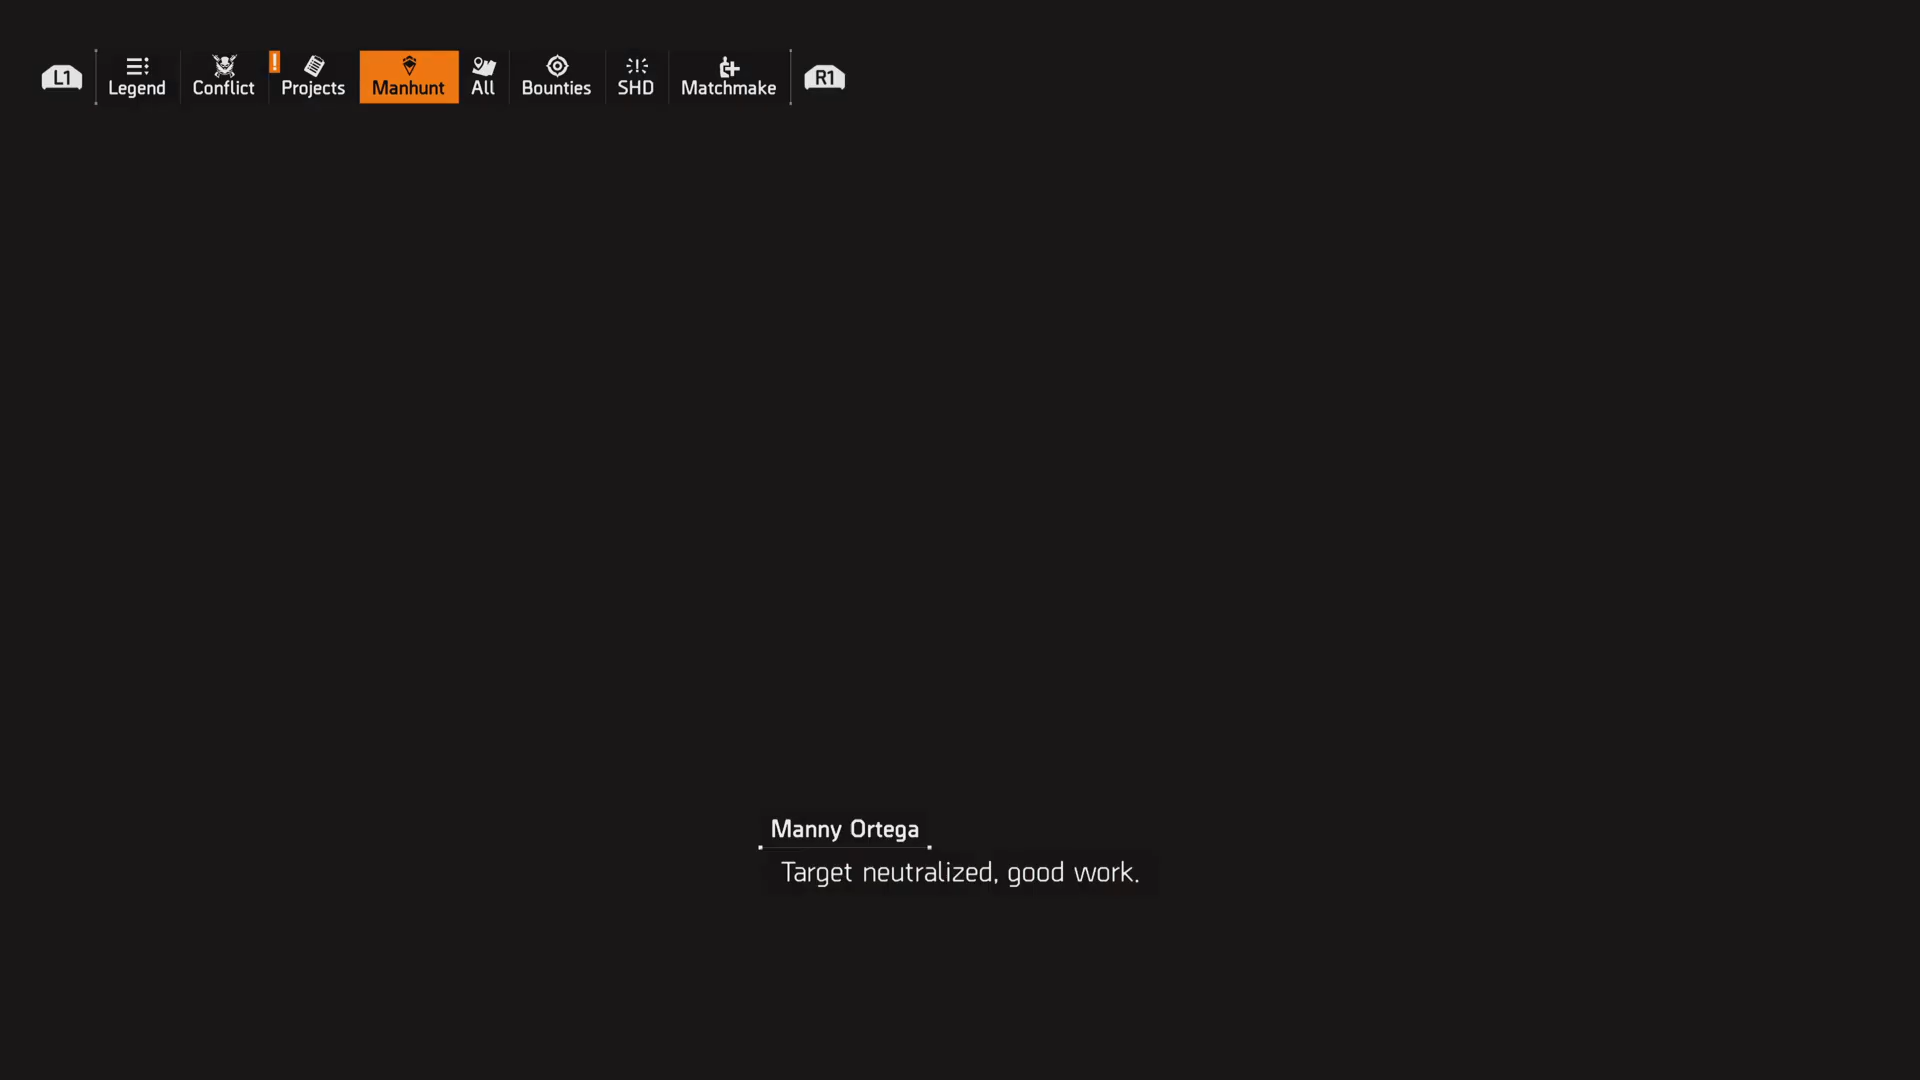 L1
Legend
Conflict
!
Projects
Manhunt
All
Bounties
SHD
Matchmake
R1
Manny Ortega
Target neutralized, good work.